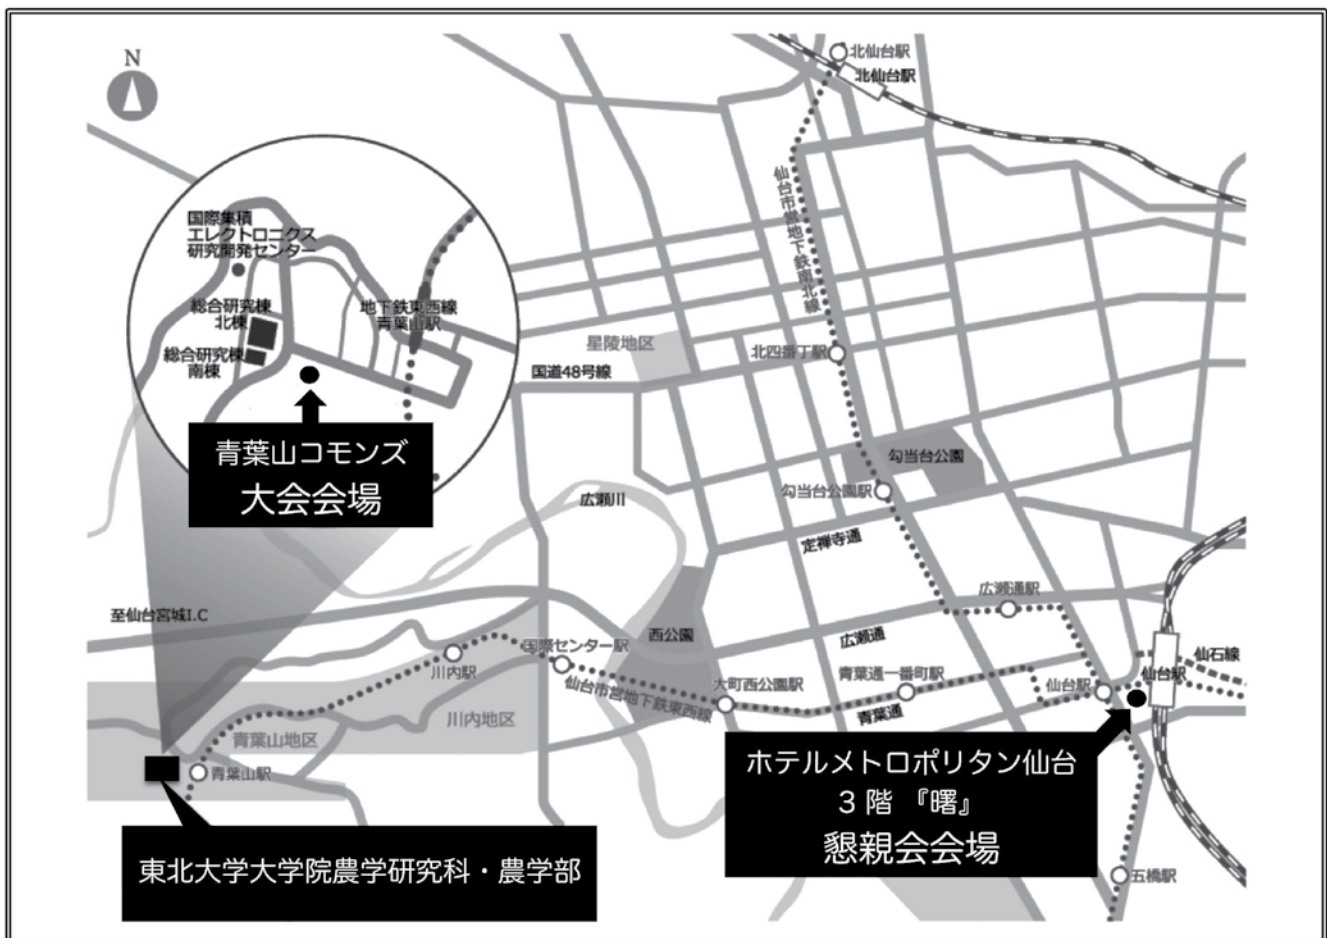 N
北仙台駅
北仙台駅
仙台市営地下鉄南北線
国際集積
エレクトロニクス
研究開発センター
総合研究棟
北棟
地下鉄東西線
青葉山駅
総合研究棟
南棟
星陵地区
北四番丁駅
国道48号線
青葉山コモンズ
大会会場
広瀬川
勾当台公園
勾当台公園駅
定禅寺通
広瀬通駅
至仙台宮城I.C
西公園
広瀬通
国際センター駅
川内駅
仙台市営地下鉄東西線
大町西公園駅
青葉通一番町駅
青葉通
仙台駅
仙台駅
仙石線
川内地区
青葉山地区
青葉山駅
ホテルメトロポリタン仙台
3 階 『曙』
懇親会会場
東北大学大学院農学研究科・農学部
五橋駅